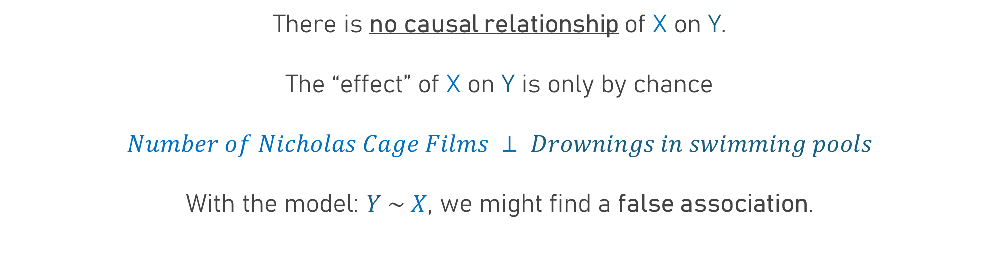 There is no causal relationship of X on Y.
The “effect” of X on Y is only by chance
Number of Nicholas Cage Films ⊥ Drownings in swimming pools
With the model: Y ~ X, we might find a false association.